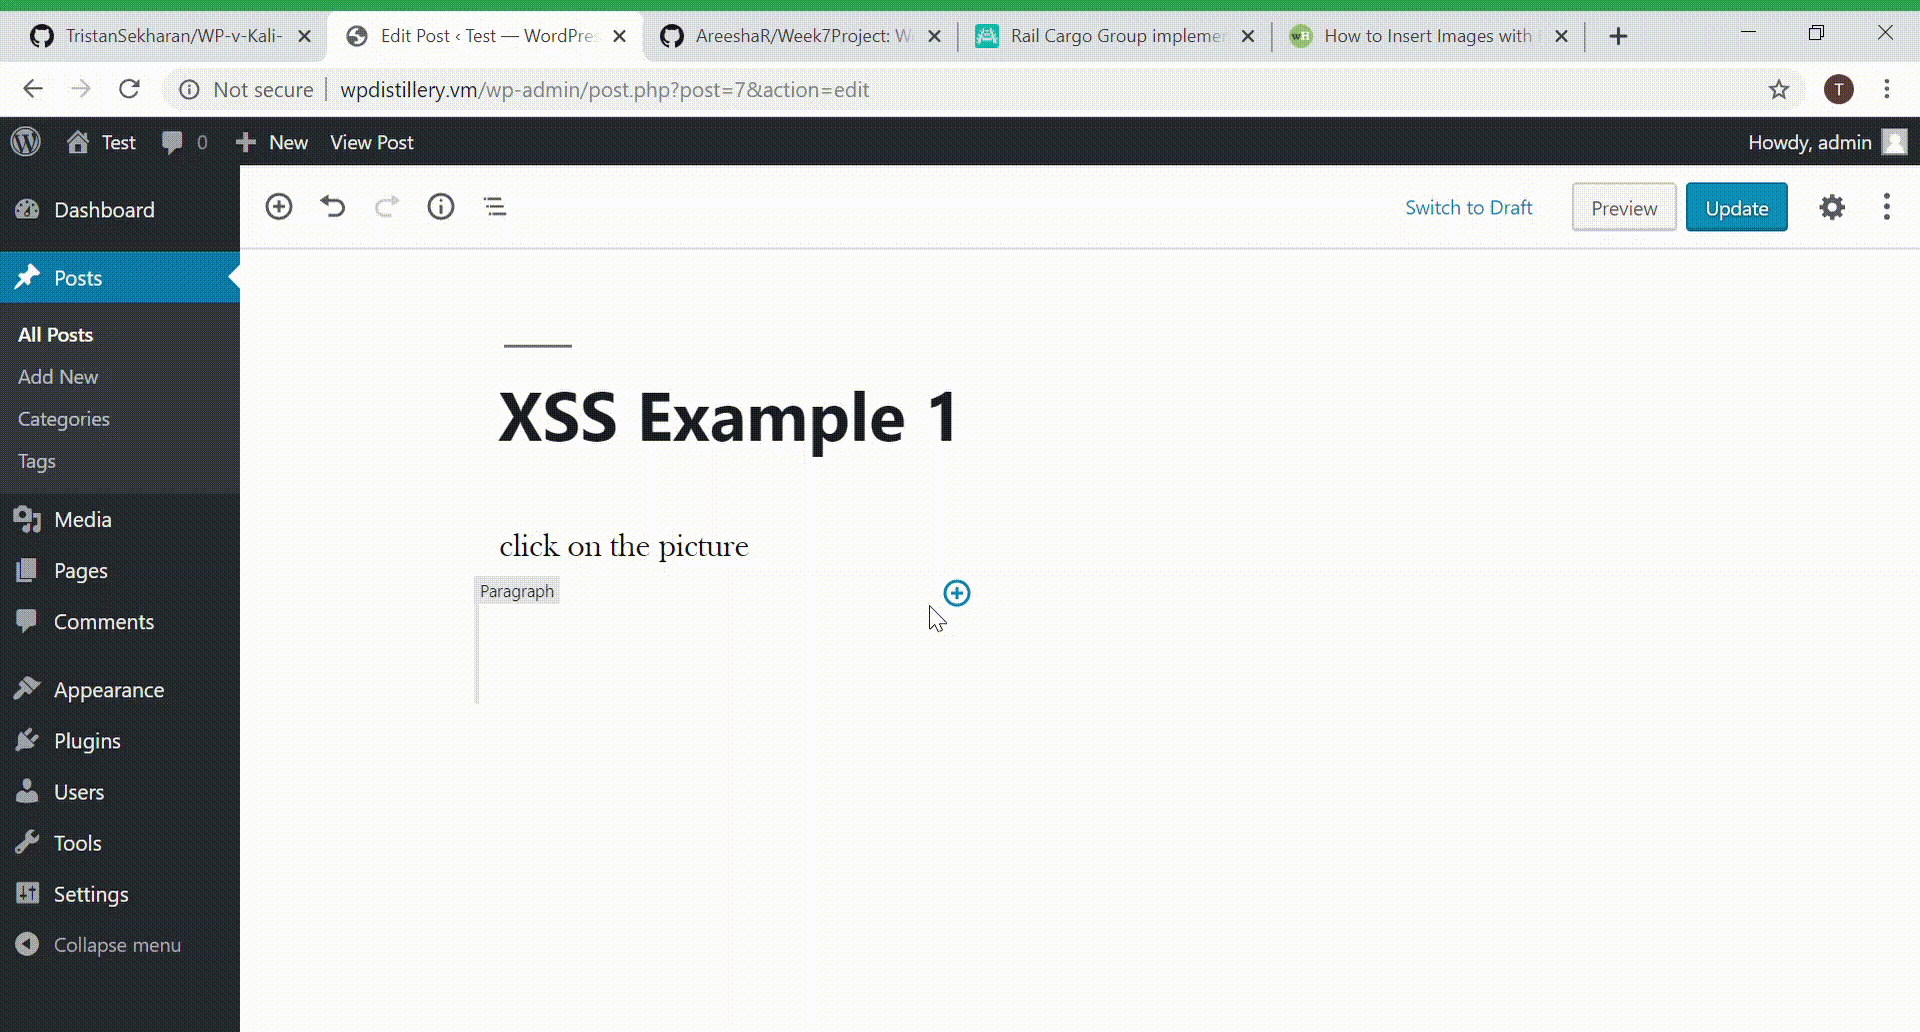 TristanSekharan/WP-v-Kali-
Edit Post ‹ Test — WordPres
AreeshaR/Week7Project: W
Rail Cargo Group implemer
How to Insert Images with
Not secure
wpdistillery.vm/wp-admin/post.php?post=7&action=edit
T
Test
0
New
View Post
Howdy, admin
Dashboard
Posts
All Posts
Add New
Categories
Tags
Media
Pages
Comments
Appearance
Plugins
Users
Tools
Settings
Collapse menu
Switch to Draft
Preview
Update
XSS Example 1
click on the picture
Paragraph